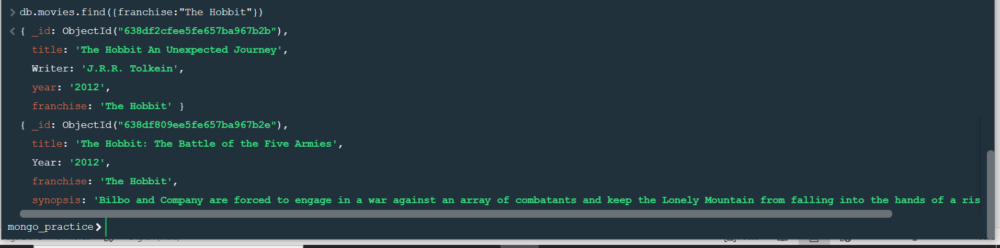 db.movies.find({franchise:"The Hobbit"})
{ _id: ObjectId("638df2cfee5fe657ba967b2b"),
title: 'The Hobbit An Unexpected Journey',
Writer: 'J.R.R. Tolkein',
year: '2012',
franchise: 'The Hobbit' }
{ _id: ObjectId("638df809ee5fe657ba967b2e"),
title: 'The Hobbit: The Battle of the Five Armies',
Year: '2012',
franchise: 'The Hobbit',
synopsis: 'Bilbo and Company are forced to engage in a war against an array of combatants and keep the Lonely Mountain from falling into the hands of a ris
mongo_practice>